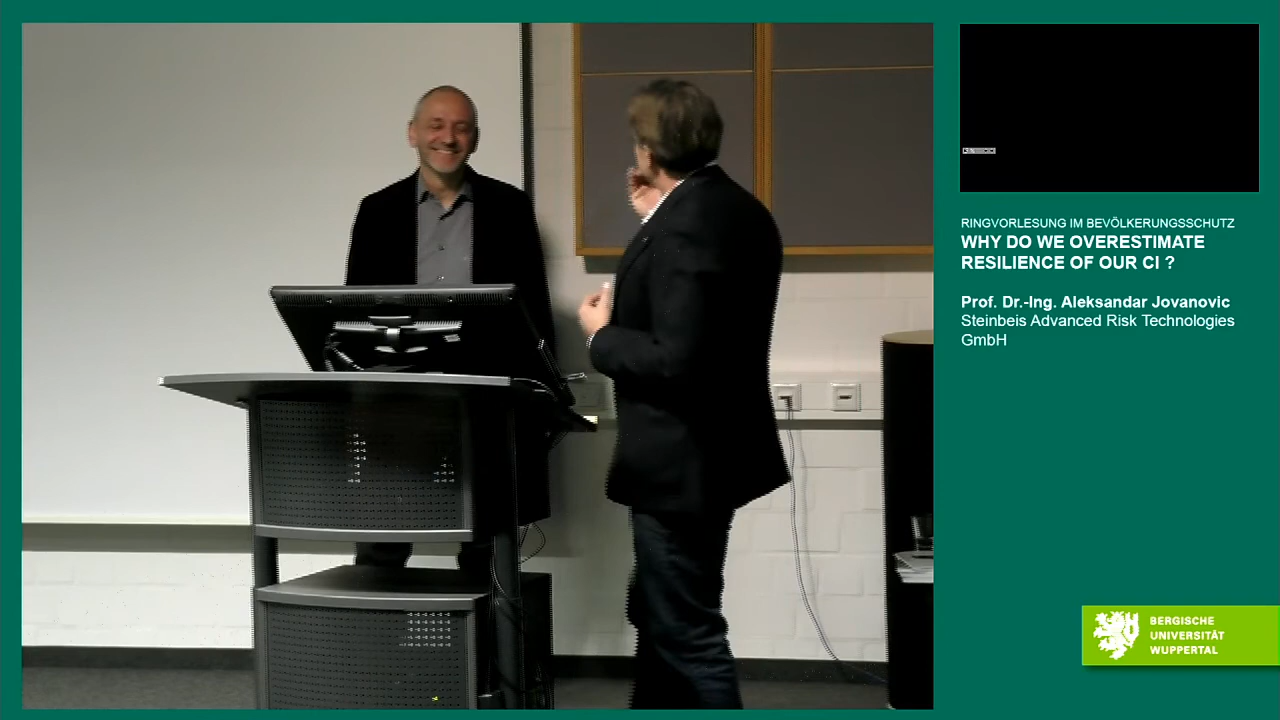 RINGVORLESUNG IM BEVÖLKERUNGSSCHUTZ
WHY DO WE OVERESTIMATE
RESILIENCE OF OUR CI ?
Prof. Dr.-Ing. Aleksandar Jovanovic
Steinbeis Advanced Risk Technologies
GmbH
BERGISCHE
UNIVERSITÄT
WUPPERTAL